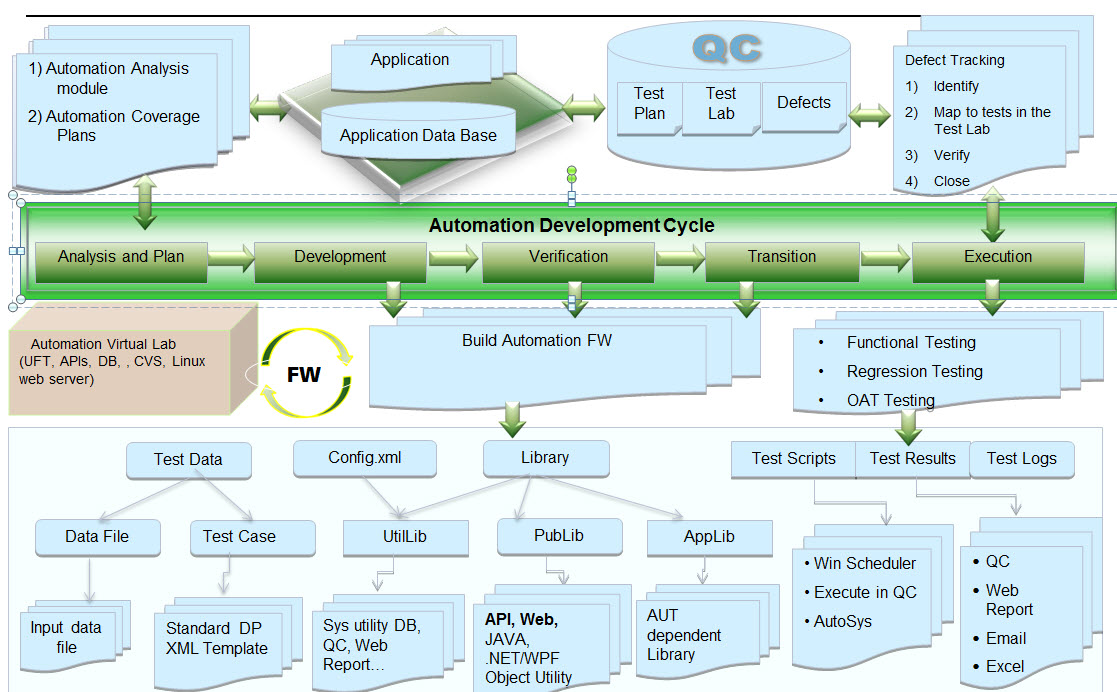 1) Automation Analysis
module
2) Automation Coverage
Plans
Application
Application Data Base
QC
Test
Plan
Test
Lab
Defects
Defect Tracking
1) Identify
2) Map to tests in the
Test Lab
3) Verify
4) Close
Automation Development Cycle
Analysis and Plan
Development
Verification
Transition
Execution
Automation Virtual Lab
(UFT, APIs, DB, , CVS, Linux
web server)
FW
Build Automation FW
• Functional Testing
• Regression Testing
• OAT Testing
Test Data
Config.xml
Library
Test Scripts
Test Results
Test Logs
Data File
Test Case
UtilLib
PubLib
AppLib
Input data
file
Standard DP
XML Template
Sys utility DB,
QC, Web
Report...
API, Web,
JAVA,
.NET/WPF
Object Utility
AUT
dependent
Library
• Win Scheduler
• Execute in QC
• AutoSys
• QC
• Web
Report
• Email
• Excel